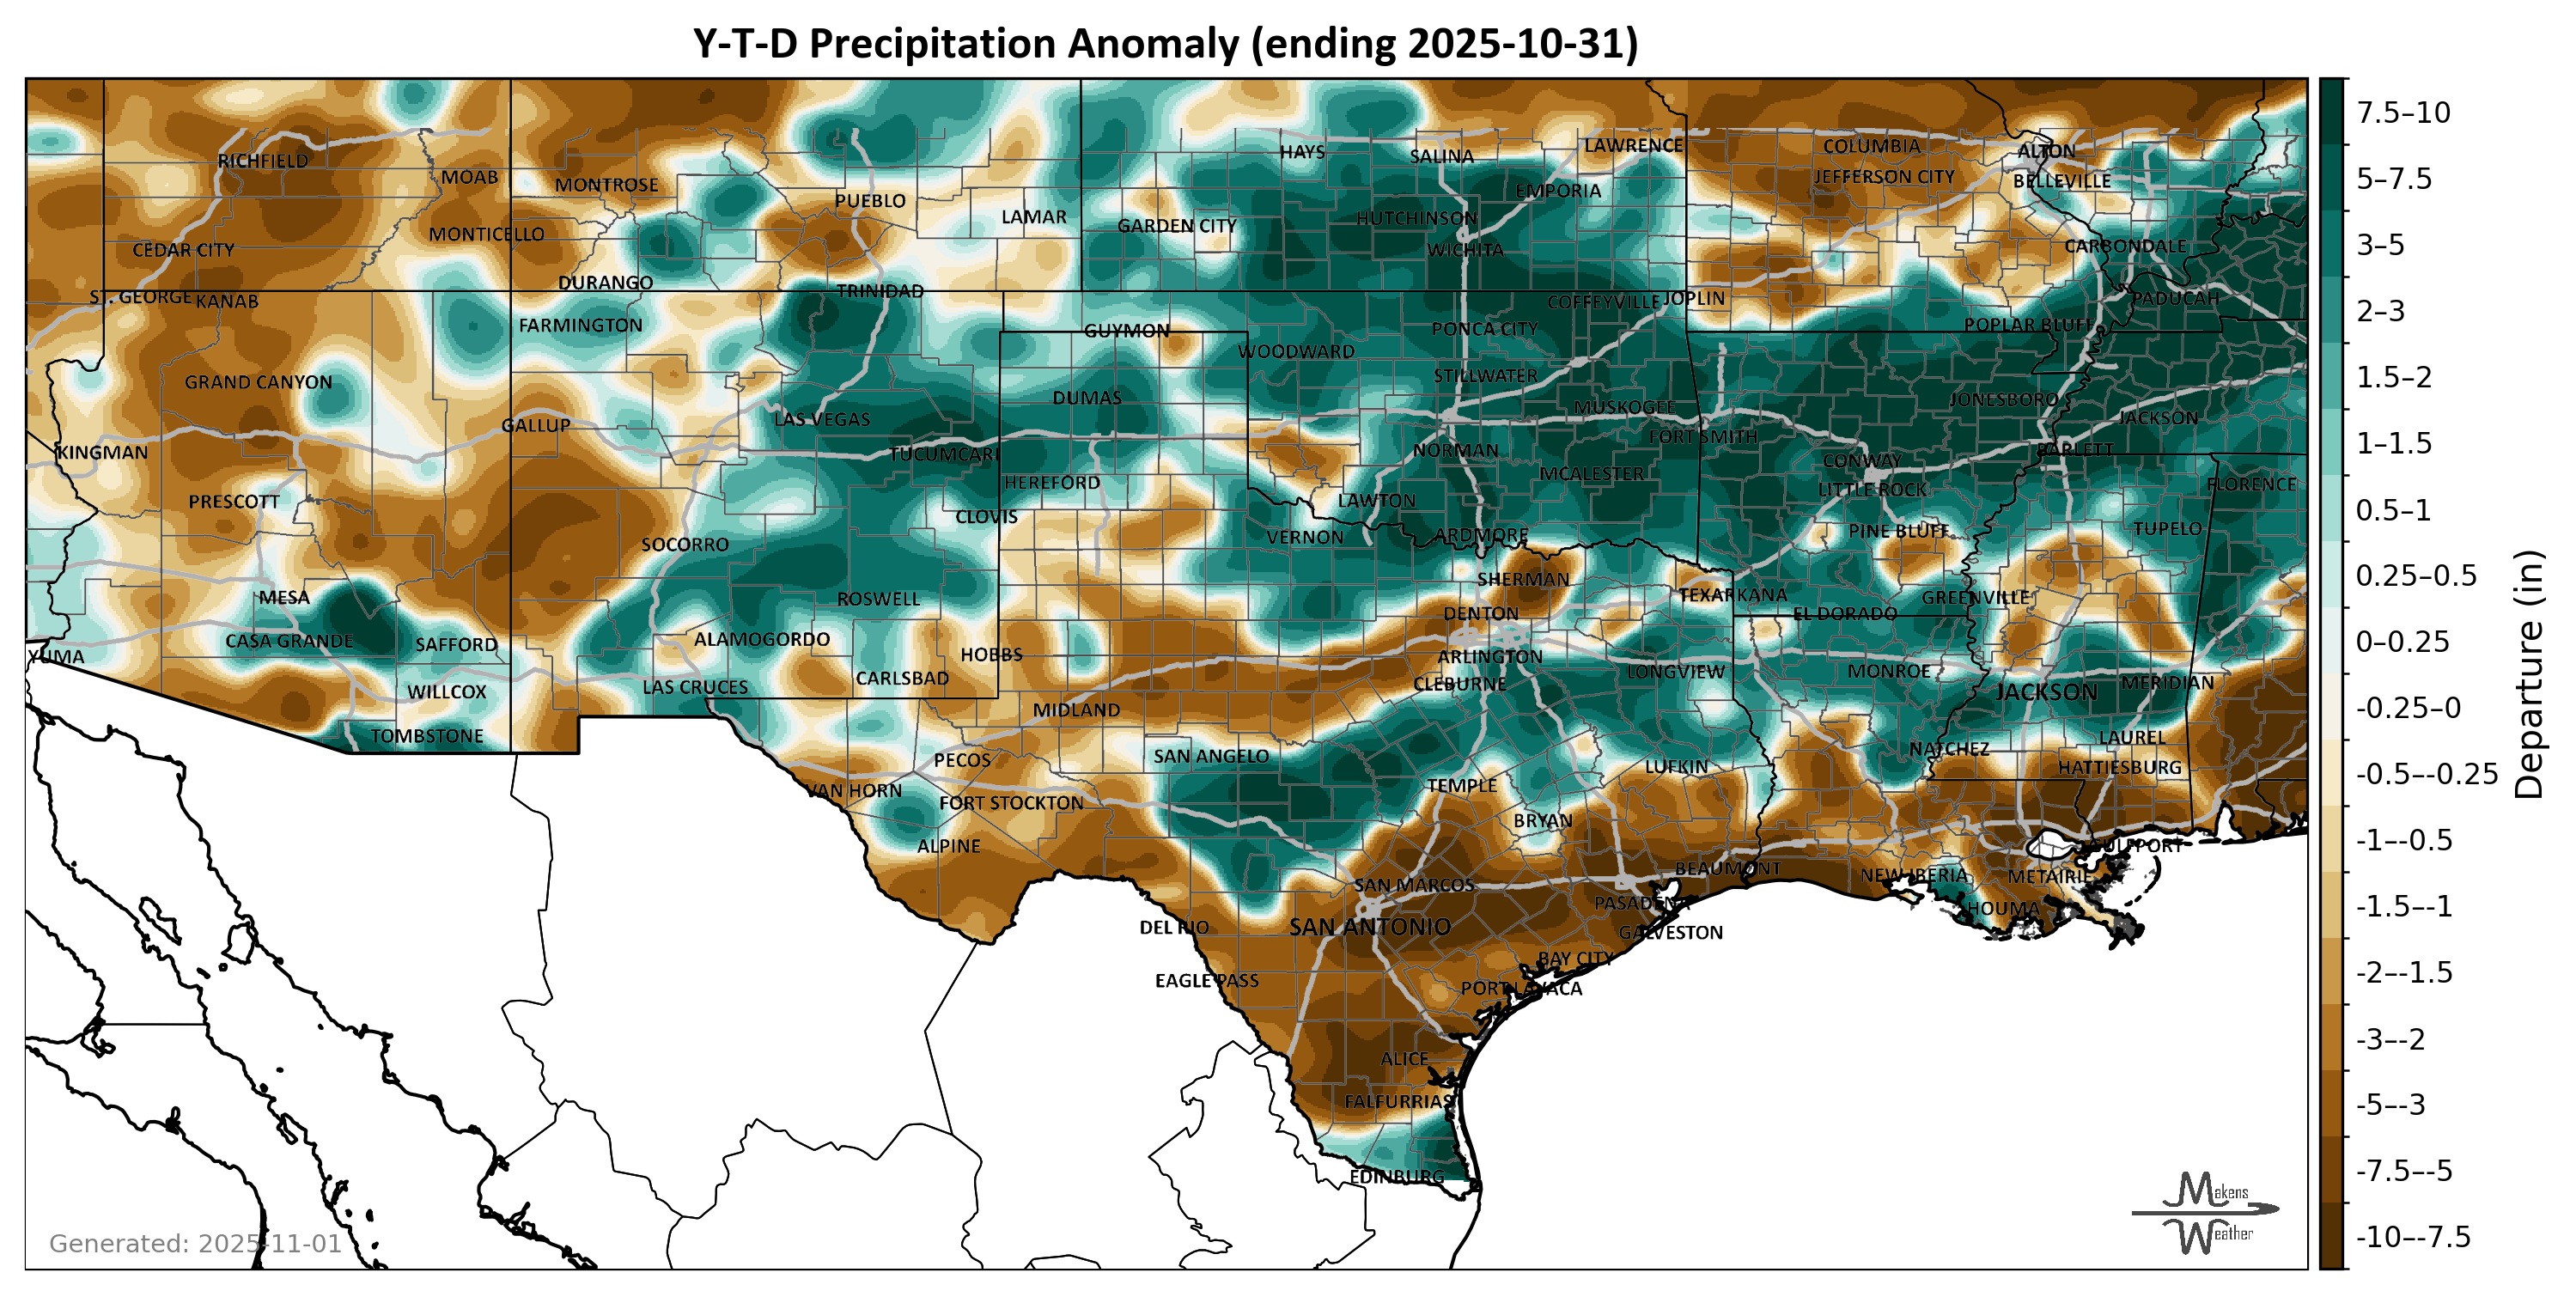 Y-T-D Precipitation Anomaly (ending 2025-10-31)
RICHFIELD
MOAB
MONTROSE
PUEBLO
LAMAR
HAYS
SALINA
LAWRENCE
COLUMBIA
ALTON
JEFFERSON CITY
BELLEVILLE
EMPORIA
GARDEN CITY
HUTCHINSON
WICHITA
CARBONDALE
CEDAR CITY
MONTICELLO
DURANGO
TRINIDAD
ST. GEORGE
KANAB
COFFEYVILLE
JOPLIN
PADUCAH
FARMINGTON
GUYMON
PONCA CITY
POPLAR BLUFF
WOODWARD
GRAND CANYON
STILLWATER
DUMAS
MUSKOGEE
JONESBORO
JACKSON
GALLUP
LAS VEGAS
FORT SMITH
KINGMAN
TUCUMCARI
NORMAN
BARLETT
CONWAY
MCALESTER
HEREFORD
LITTLE ROCK
FLORENCE
PRESCOTT
LAWTON
CLOVIS
PINE BLUFF
TUPELO
SOCORRO
VERNON
ARDMORE
SHERMAN
MESA
ROSWELL
TEXARKANA
GREENVILLE
DENTON
EL DORADO
CASA GRANDE
SAFFORD
ALAMOGORDO
YUMA
HOBBS
ARLINGTON
LONGVIEW
MONROE
CARLSBAD
CLEBURNE
MERIDIAN
WILLCOX
LAS CRUCES
JACKSON
MIDLAND
TOMBSTONE
LAUREL
NATCHEZ
PECOS
SAN ANGELO
LUFKIN
HATTIESBURG
VAN HORN
TEMPLE
FORT STOCKTON
BRYAN
ALPINE
GULFPORT
BEAUMONT
SAN MARCOS
NEW IBERIA
METAIRIE
PASADENA
HOUMA
DEL RIO
SAN ANTONIO
GALVESTON
BAY CITY
EAGLE PASS
PORT LAVACA
ALICE
FALFURRIAS
EDINBURG
7.5–10
5–7.5
3–5
2–3
1.5–2
1–1.5
0.5–1
0.25–0.5
0–0.25
-0.25–0
-0.5–-0.25
-1–-0.5
-1.5–-1
-2–-1.5
-3–-2
-5–-3
-7.5–-5
-10–-7.5
Departure (in)
Generated: 2025-11-01
Makens
Weather